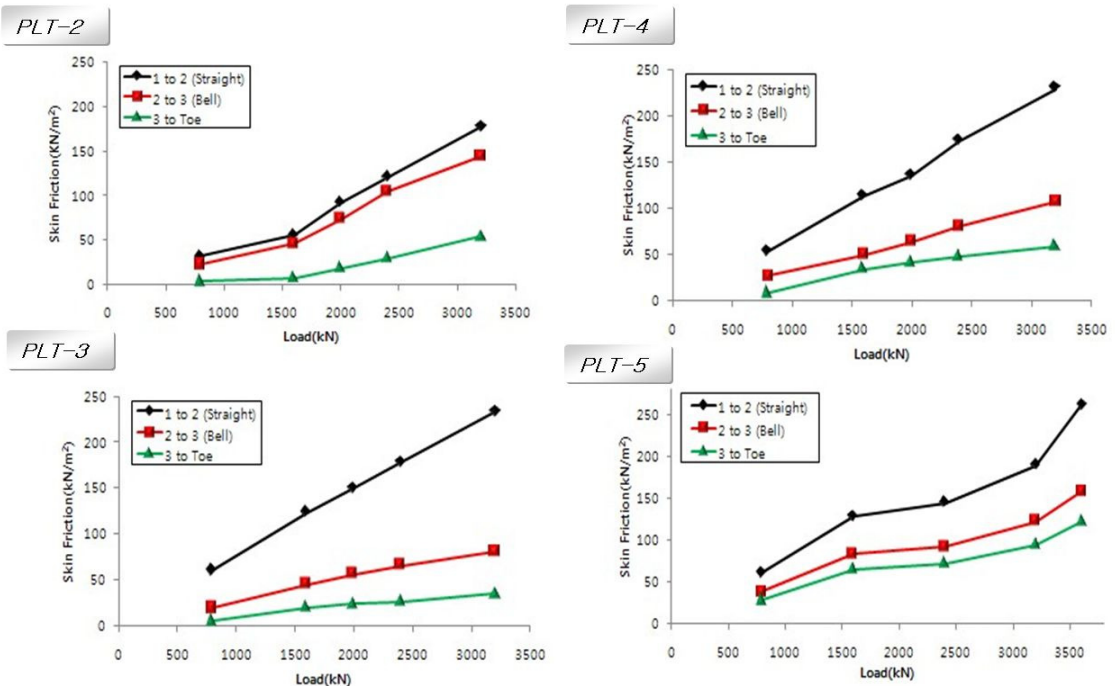 PLT-2
250
200
150
100
50
0
Skin Friction(KN/m²)
1 to 2 (Straight)
2 to 3 (Bell)
3 to Toe
0 500 1000 1500 2000 2500 3000 3500
Load(kN)
PLT-4
250
200
150
100
50
0
Skin Friction(kN/m²)
1 to 2 (Straight)
2 to 3 (Bell)
3 to Toe
0 500 1000 1500 2000 2500 3000 3500
Load(kN)
PLT-3
250
200
150
100
50
0
Skin Friction(kN/m²)
1 to 2 (Straight)
2 to 3 (Bell)
3 to Toe
0 500 1000 1500 2000 2500 3000 3500
Load(kN)
PLT-5
250
200
150
100
50
0
Skin Friction(kN/m²)
1 to 2 (Straight)
2 to 3 (Bell)
3 to Toe
0 500 1000 1500 2000 2500 3000 3500
Load(kN)